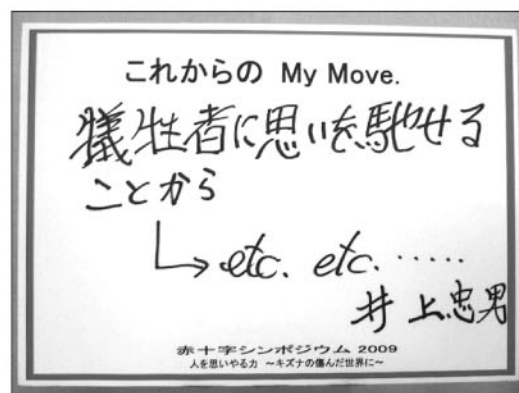 これからの My Move.
犠牲者に思いを馳せる
ことから
↳ etc. etc. ‥‥‥
井上忠男
赤十字シンポジウム 2009
人を思いやる力 ～キズナの傷んだ世界に～